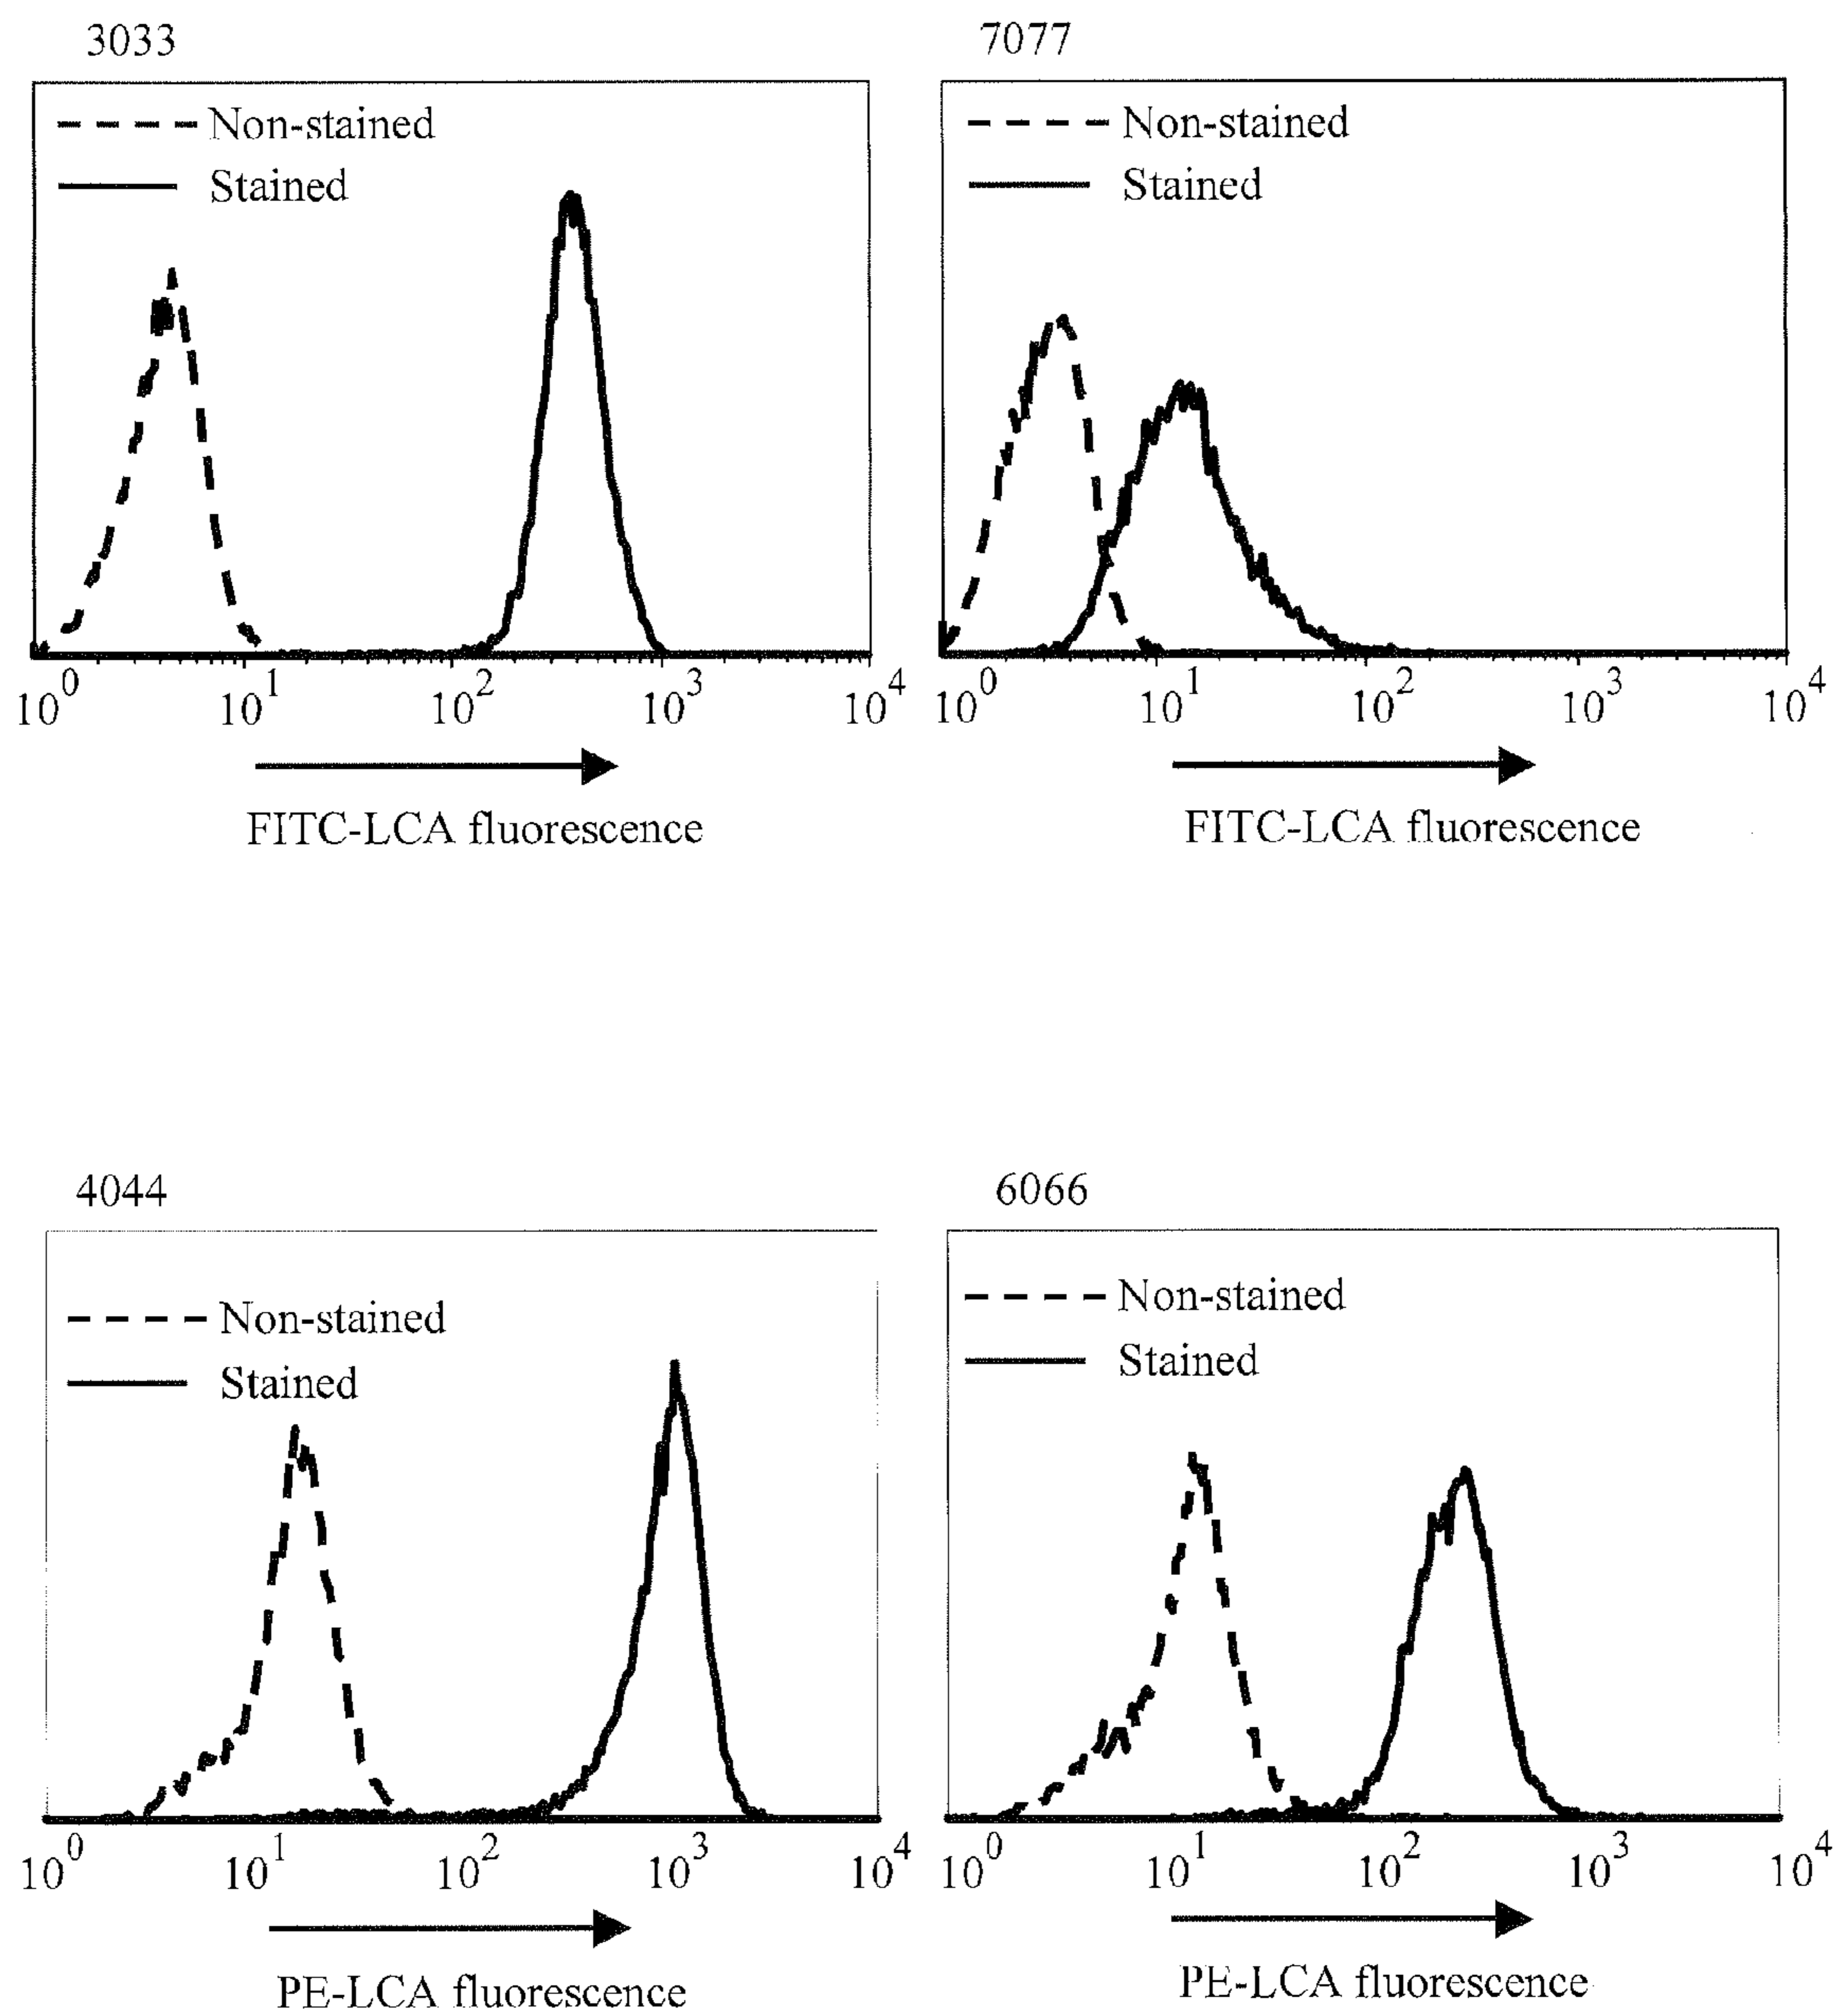 3033
Non-stained
Stained
10^0 10^1 10^2 10^3 10^4
FITC-LCA fluorescence
7077
Non-stained
Stained
10^0 10^1 10^2 10^3 10^4
FITC-LCA fluorescence
4044
Non-stained
Stained
10^0 10^1 10^2 10^3 10^4
PE-LCA fluorescence
6066
Non-stained
Stained
10^0 10^1 10^2 10^3 10^4
PE-LCA fluorescence